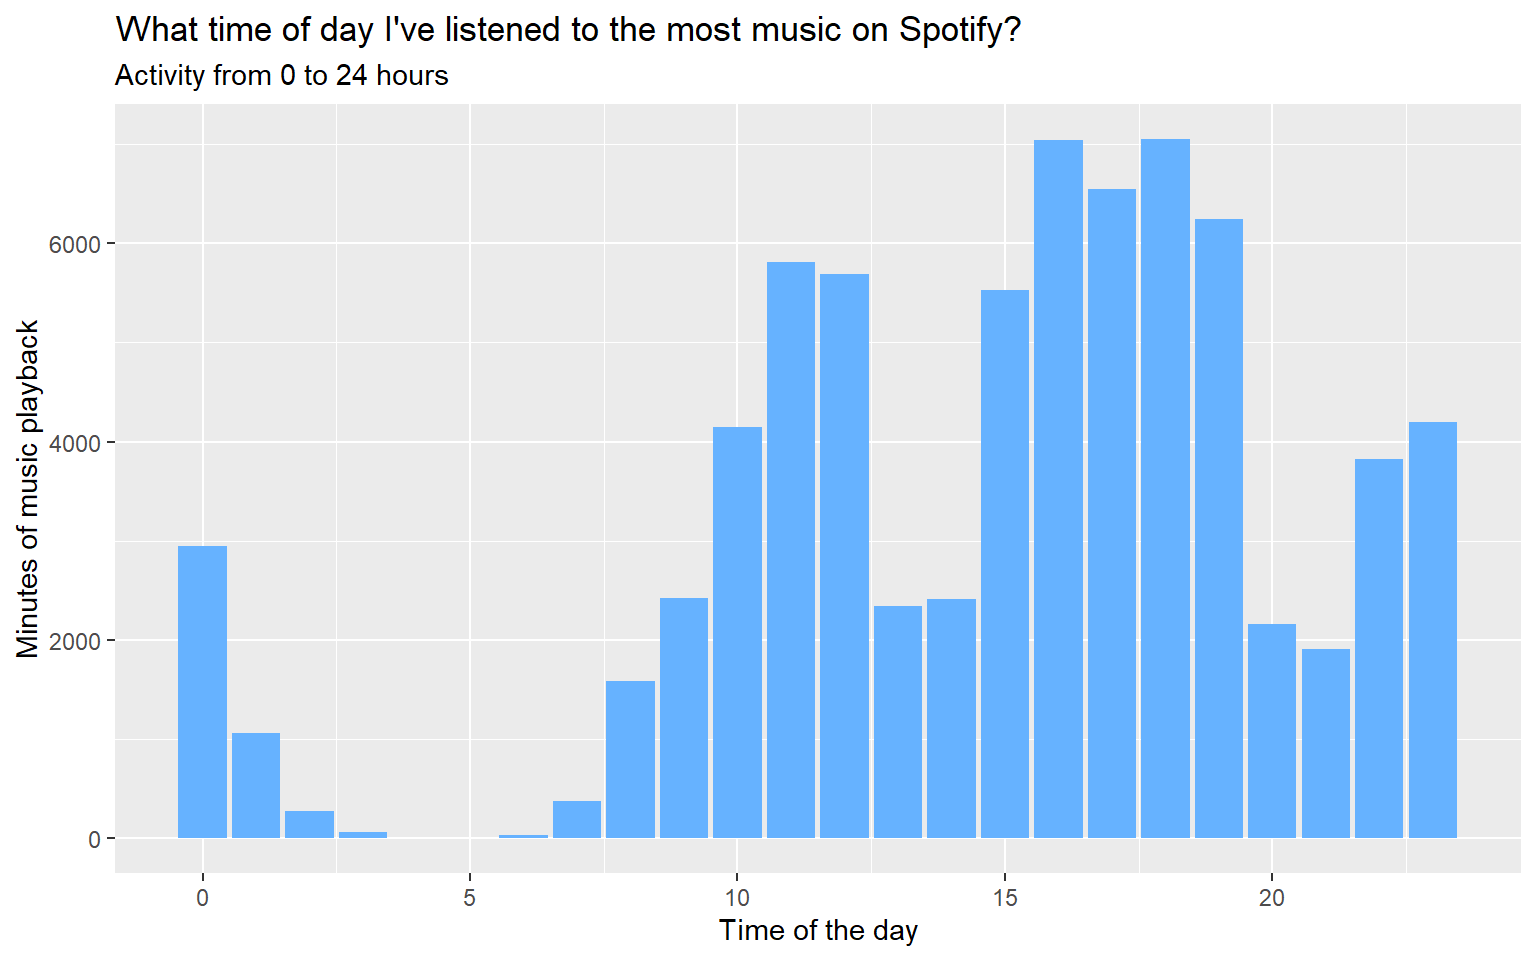 What time of day I've listened to the most music on Spotify?
Activity from 0 to 24 hours
Minutes of music playback
6000
4000
2000
0
0 5 10 15 20
Time of the day